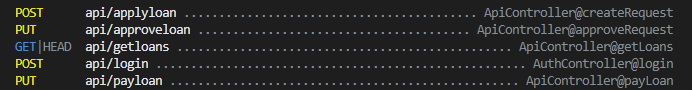 POST api/applyloan ........................................ ApiController@createRequest
PUT api/approveloan ...................................... ApiController@approveRequest
GET|HEAD api/getloans .............................................. ApiController@getLoans
POST api/login ................................................. AuthController@login
PUT api/payloan ................................................ ApiController@payLoan